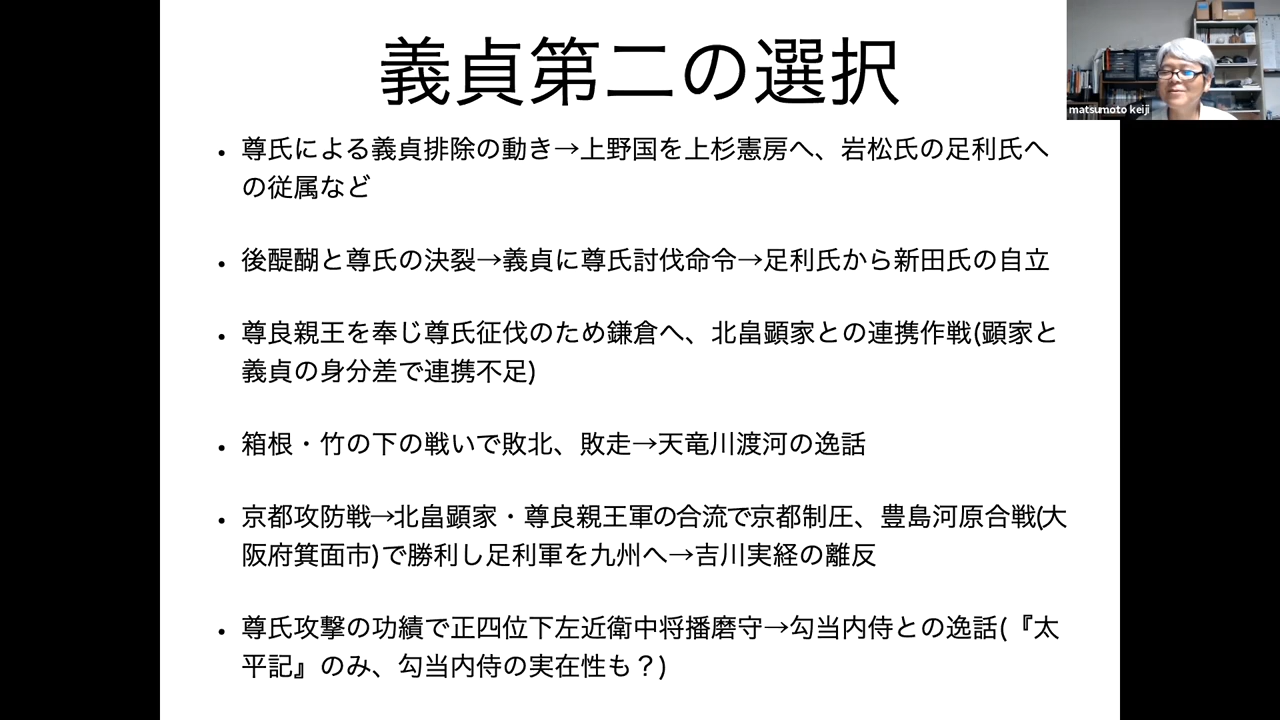 義貞第二の選択
matsumoto keiji
• 尊氏による義貞排除の動き→上野国を上杉憲房へ、岩松氏の足利氏へ
の従属など
• 後醍醐と尊氏の決裂→義貞に尊氏討伐命令→足利氏から新田氏の自立
• 尊良親王を奉じ尊氏征伐のため鎌倉へ、北畠顕家との連携作戦(顕家と
義貞の身分差で連携不足)
• 箱根・竹の下の戦いで敗北、敗走→天竜川渡河の逸話
• 京都攻防戦→北畠顕家・尊良親王軍の合流で京都制圧、豊島河原合戦(大
阪府箕面市)で勝利し足利軍を九州へ→吉川実経の離反
• 尊氏攻撃の功績で正四位下左近衛中将播磨守→勾当内侍との逸話(『太
平記』のみ、勾当内侍の実在性も？)